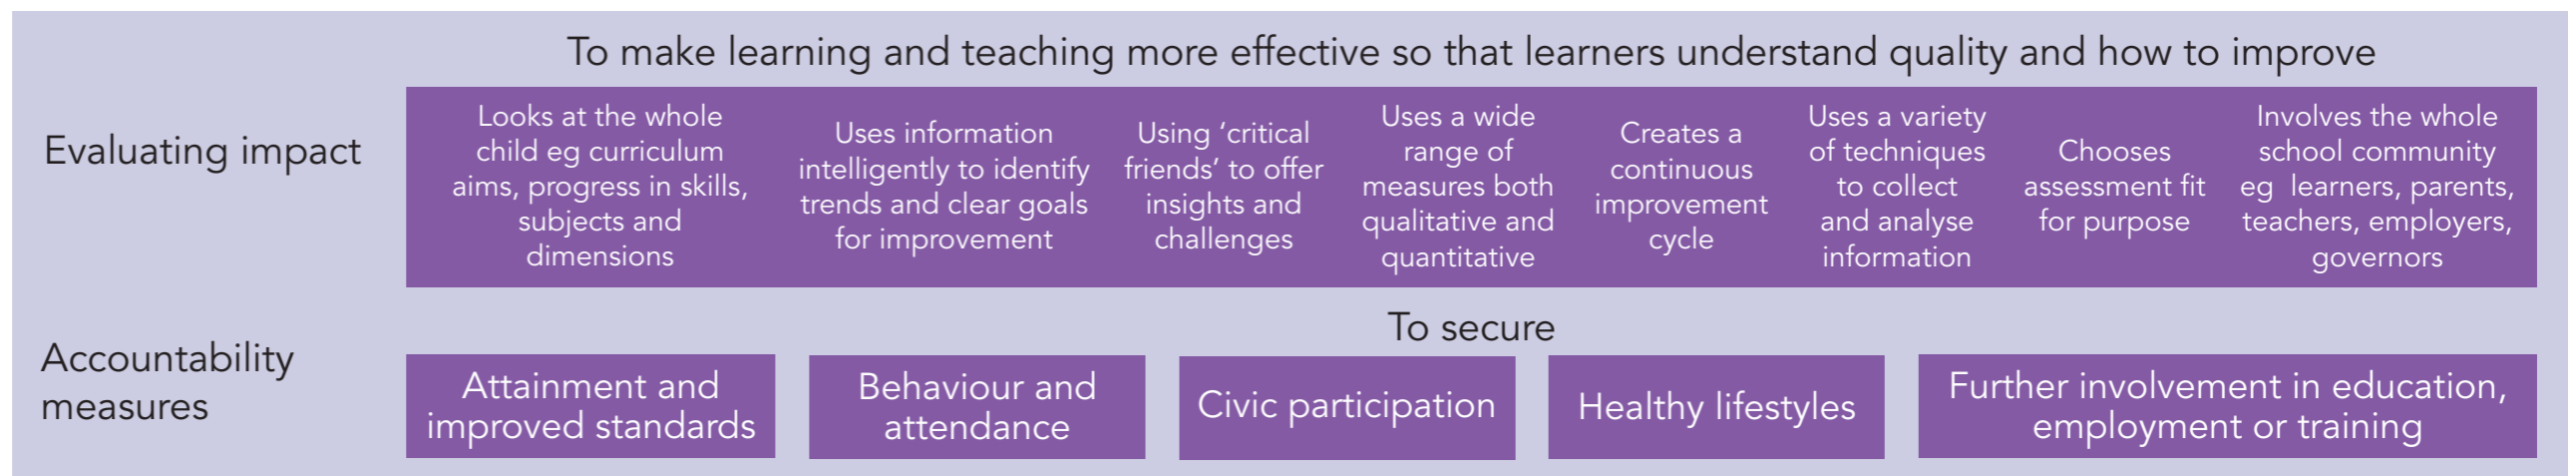 To make learning and teaching more effective so that learners understand quality and how to improve
Evaluating impact
Looks at the whole
child eg curriculum
aims, progress in skills,
subjects and
dimensions
Uses information
intelligently to identify
trends and clear goals
for improvement
Using ‘critical
friends’ to offer
insights and
challenges
Uses a wide
range of
measures both
qualitative and
quantitative
Creates a
continuous
improvement
cycle
Uses a variety
of techniques
to collect
and analyse
information
Chooses
assessment fit
for purpose
Involves the whole
school community
eg learners, parents,
teachers, employers,
governors
To secure
Accountability
measures
Attainment and
improved standards
Behaviour and
attendance
Civic participation
Healthy lifestyles
Further involvement in education,
employment or training